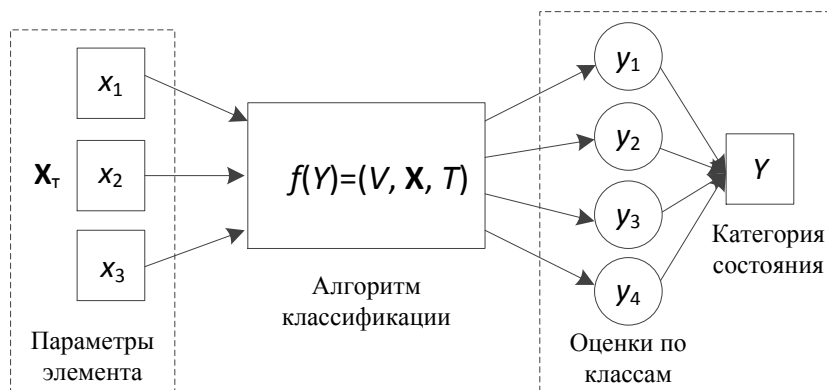 x1
x2
x3
Xт
Параметры
элемента
f(Y)=(V, X, T)
Алгоритм
классификации
y1
y2
y3
y4
Оценки по
классам
Y
Категория
состояния